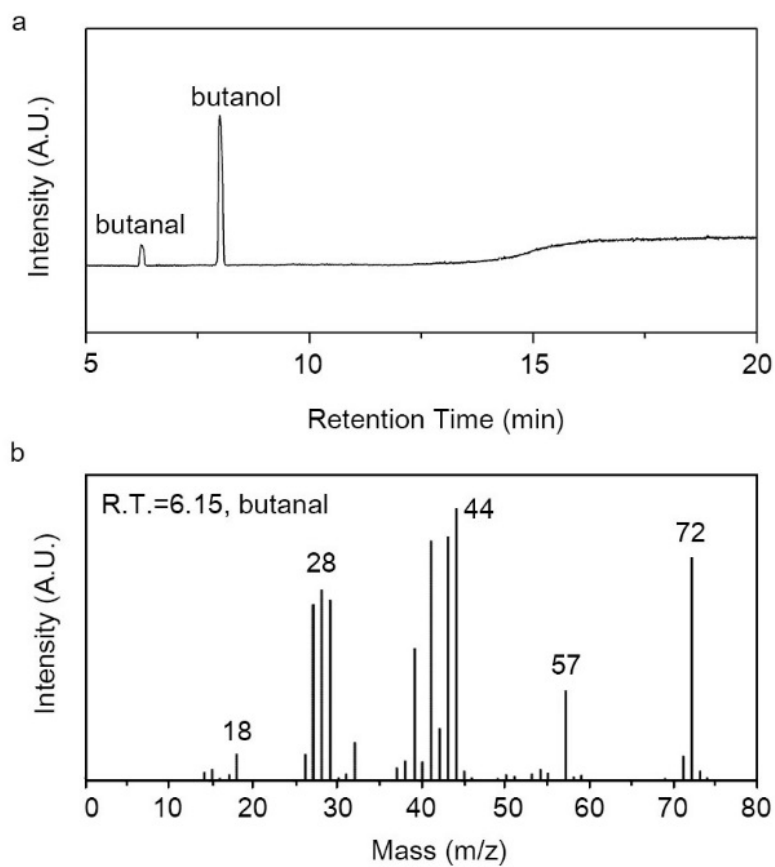 a
Intensity (A.U.)
butanol
butanal
5 10 15 20
Retention Time (min)
b
Intensity (A.U.)
R.T.=6.15, butanal
44
72
28
57
18
0 10 20 30 40 50 60 70 80
Mass (m/z)